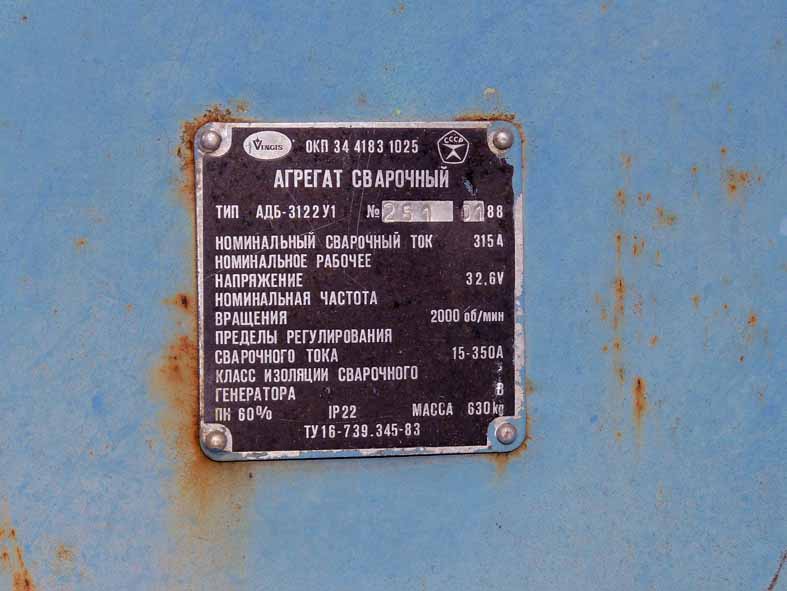 VINGIS ОКП 34 4183 1025 СССР
АГРЕГАТ СВАРОЧНЫЙ
ТИП АДБ-3122У1 № 251 0188
НОМИНАЛЬНЫЙ СВАРОЧНЫЙ ТОК 315А
НОМИНАЛЬНОЕ РАБОЧЕЕ
НАПРЯЖЕНИЕ 32,6V
НОМИНАЛЬНАЯ ЧАСТОТА
ВРАЩЕНИЯ 2000 об/мин
ПРЕДЕЛЫ РЕГУЛИРОВАНИЯ
СВАРОЧНОГО ТОКА 15-350А
КЛАСС ИЗОЛЯЦИИ СВАРОЧНОГО
ГЕНЕРАТОРА В
ПН 60% IP22 МАССА 630kg
ТУ16-739.345-83